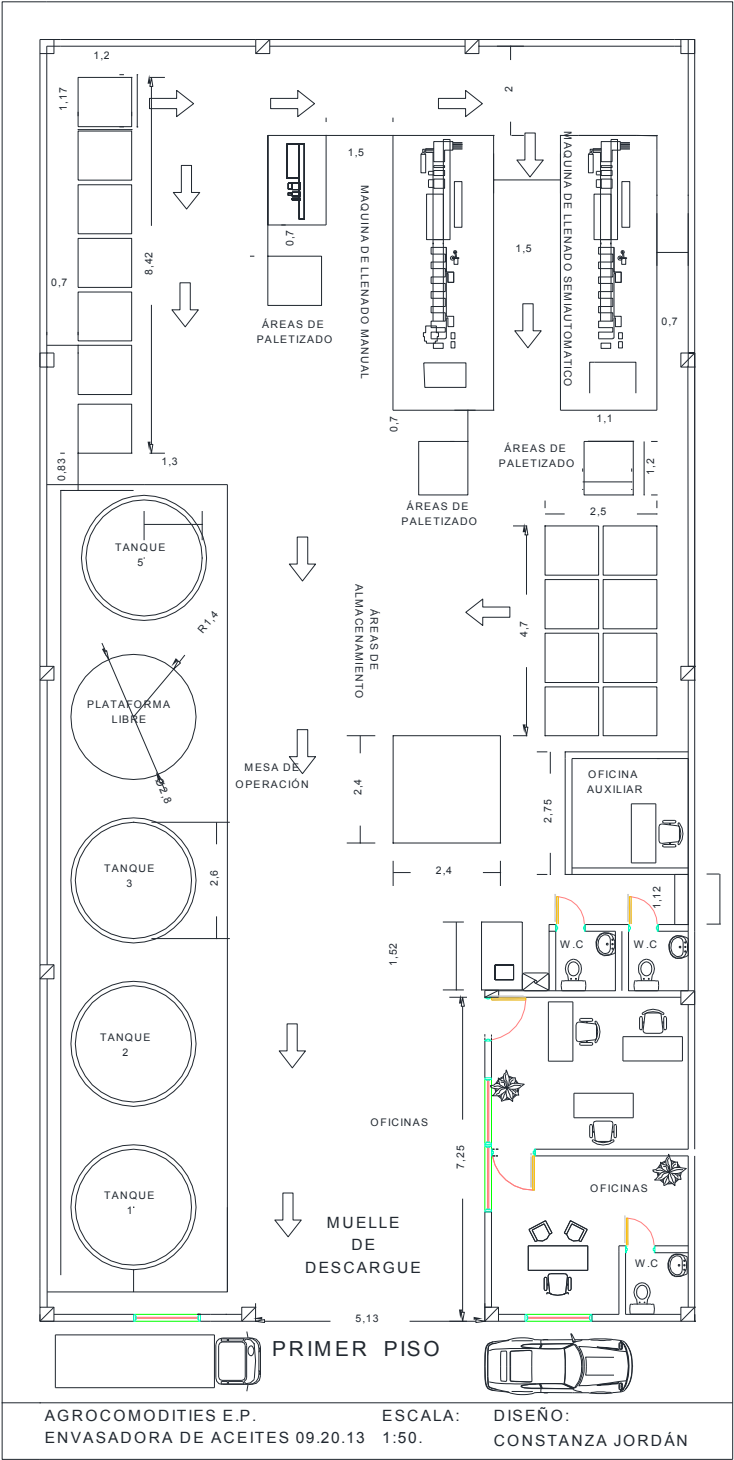 1,2
1,17
2
1,5
MAQUINA DE LLENADO MANUAL
MAQUINA DE LLENADO SEMIAUTOMATICO
0,7
1,5
8,42
0,7
0,7
ÁREAS DE
PALETIZADO
0,7
1,1
0,83
1,3
ÁREAS DE
PALETIZADO
1,2
ÁREAS DE
PALETIZADO
2,5
TANQUE
5
4,7
ÁREAS DE
ALMACENAMIENTO
R1,4
PLATAFORMA
LIBRE
Ø2,8
MESA DE
OPERACIÓN
2,4
2,75
OFICINA
AUXILIAR
2,4
TANQUE
3
2,6
1,12
1,52
W.C
W.C
TANQUE
2
OFICINAS
7,25
TANQUE
1
OFICINAS
MUELLE
DE
DESCARGUE
W.C
5,13
PRIMER PISO
AGROCOMODITIES E.P.
ENVASADORA DE ACEITES 09.20.13
ESCALA:
1:50.
DISEÑO:
CONSTANZA JORDÁN